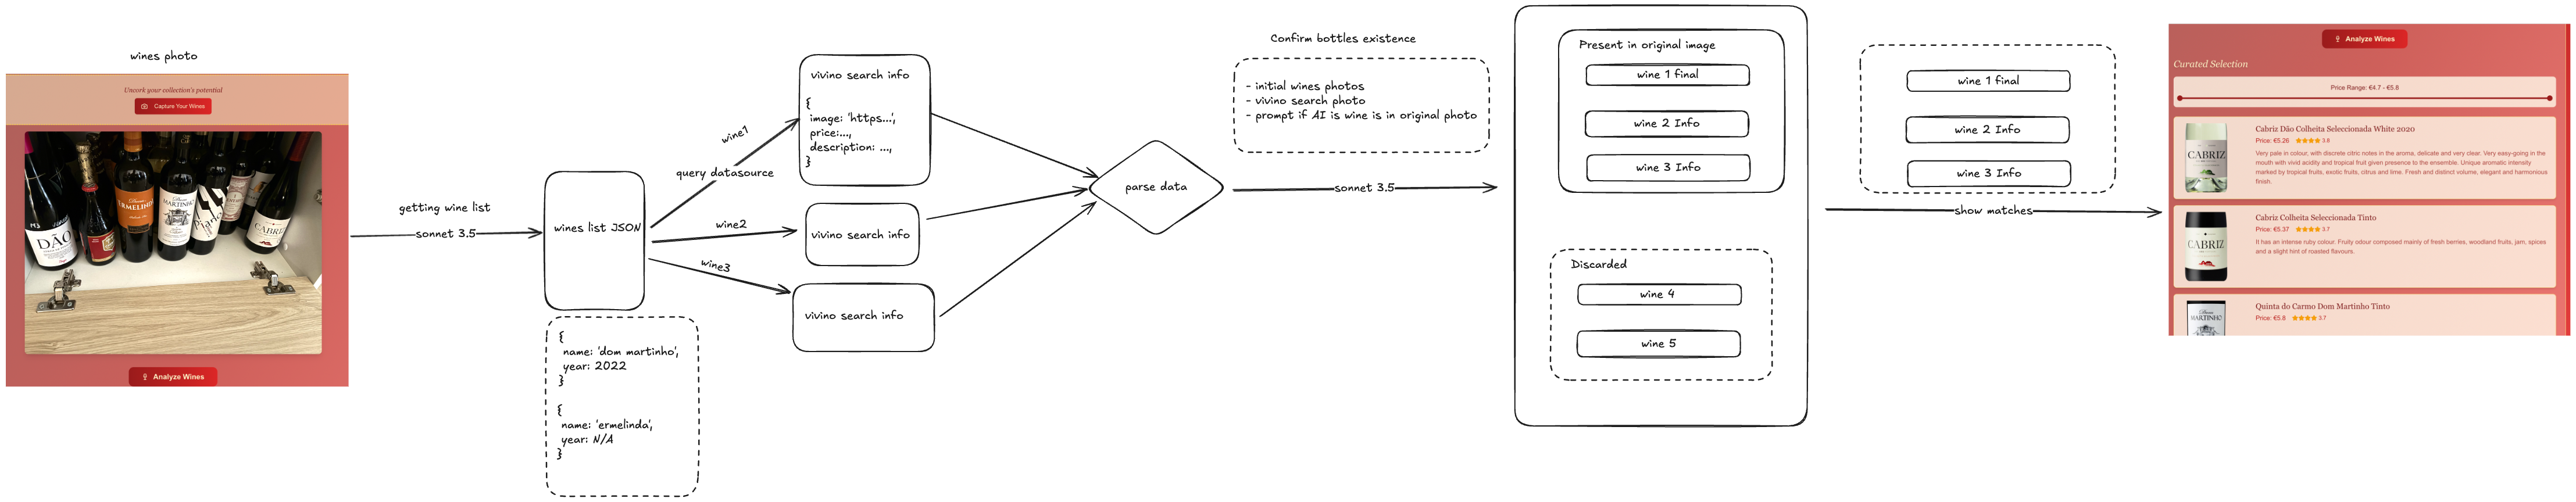 wines photo
Uncork your collection's potential
Capture Your Wines
M3
DÃO
ERMELINDA
Dom
MARTINHO
CABRIZ
Analyze Wines
getting wine list
sonnet 3.5
wines list JSON
{
name: 'dom martinho',
year: 2022
}
{
name: 'ermelinda',
year: N/A
}
wine1
query datasource
wine2
wine3
vivino search info
{
image: 'https...',
price:...,
description: ...,
}
vivino search info
vivino search info
parse data
Confirm bottles existence
- initial wines photos
- vivino search photo
- prompt if AI is wine is in original photo
sonnet 3.5
Present in original image
wine 1 final
wine 2 Info
wine 3 Info
Discarded
wine 4
wine 5
wine 1 final
wine 2 Info
wine 3 Info
show matches
Analyze Wines
Curated Selection
Price Range: €4.7 - €5.8
CABRIZ
Cabriz Dão Colheita Seleccionada White 2020
Price: €5.26 3.8
Very pale in colour, with discrete citric notes in the aroma, delicate and very clear. Very easy-going in the
mouth with vivid acidity and tropical fruit given presence to the ensemble. Unique aromatic intensity
marked by tropical fruits, exotic fruits, citrus and lime. Fresh and distinct volume, elegant and harmonious
finish.
CABRIZ
Cabriz Colheita Seleccionada Tinto
Price: €5.37 3.7
It has an intense ruby colour. Fruity odour composed mainly of fresh berries, woodland fruits, jam, spices
and a slight hint of roasted flavours.
Dom
MARTINHO
Quinta do Carmo Dom Martinho Tinto
Price: €5.8 3.7